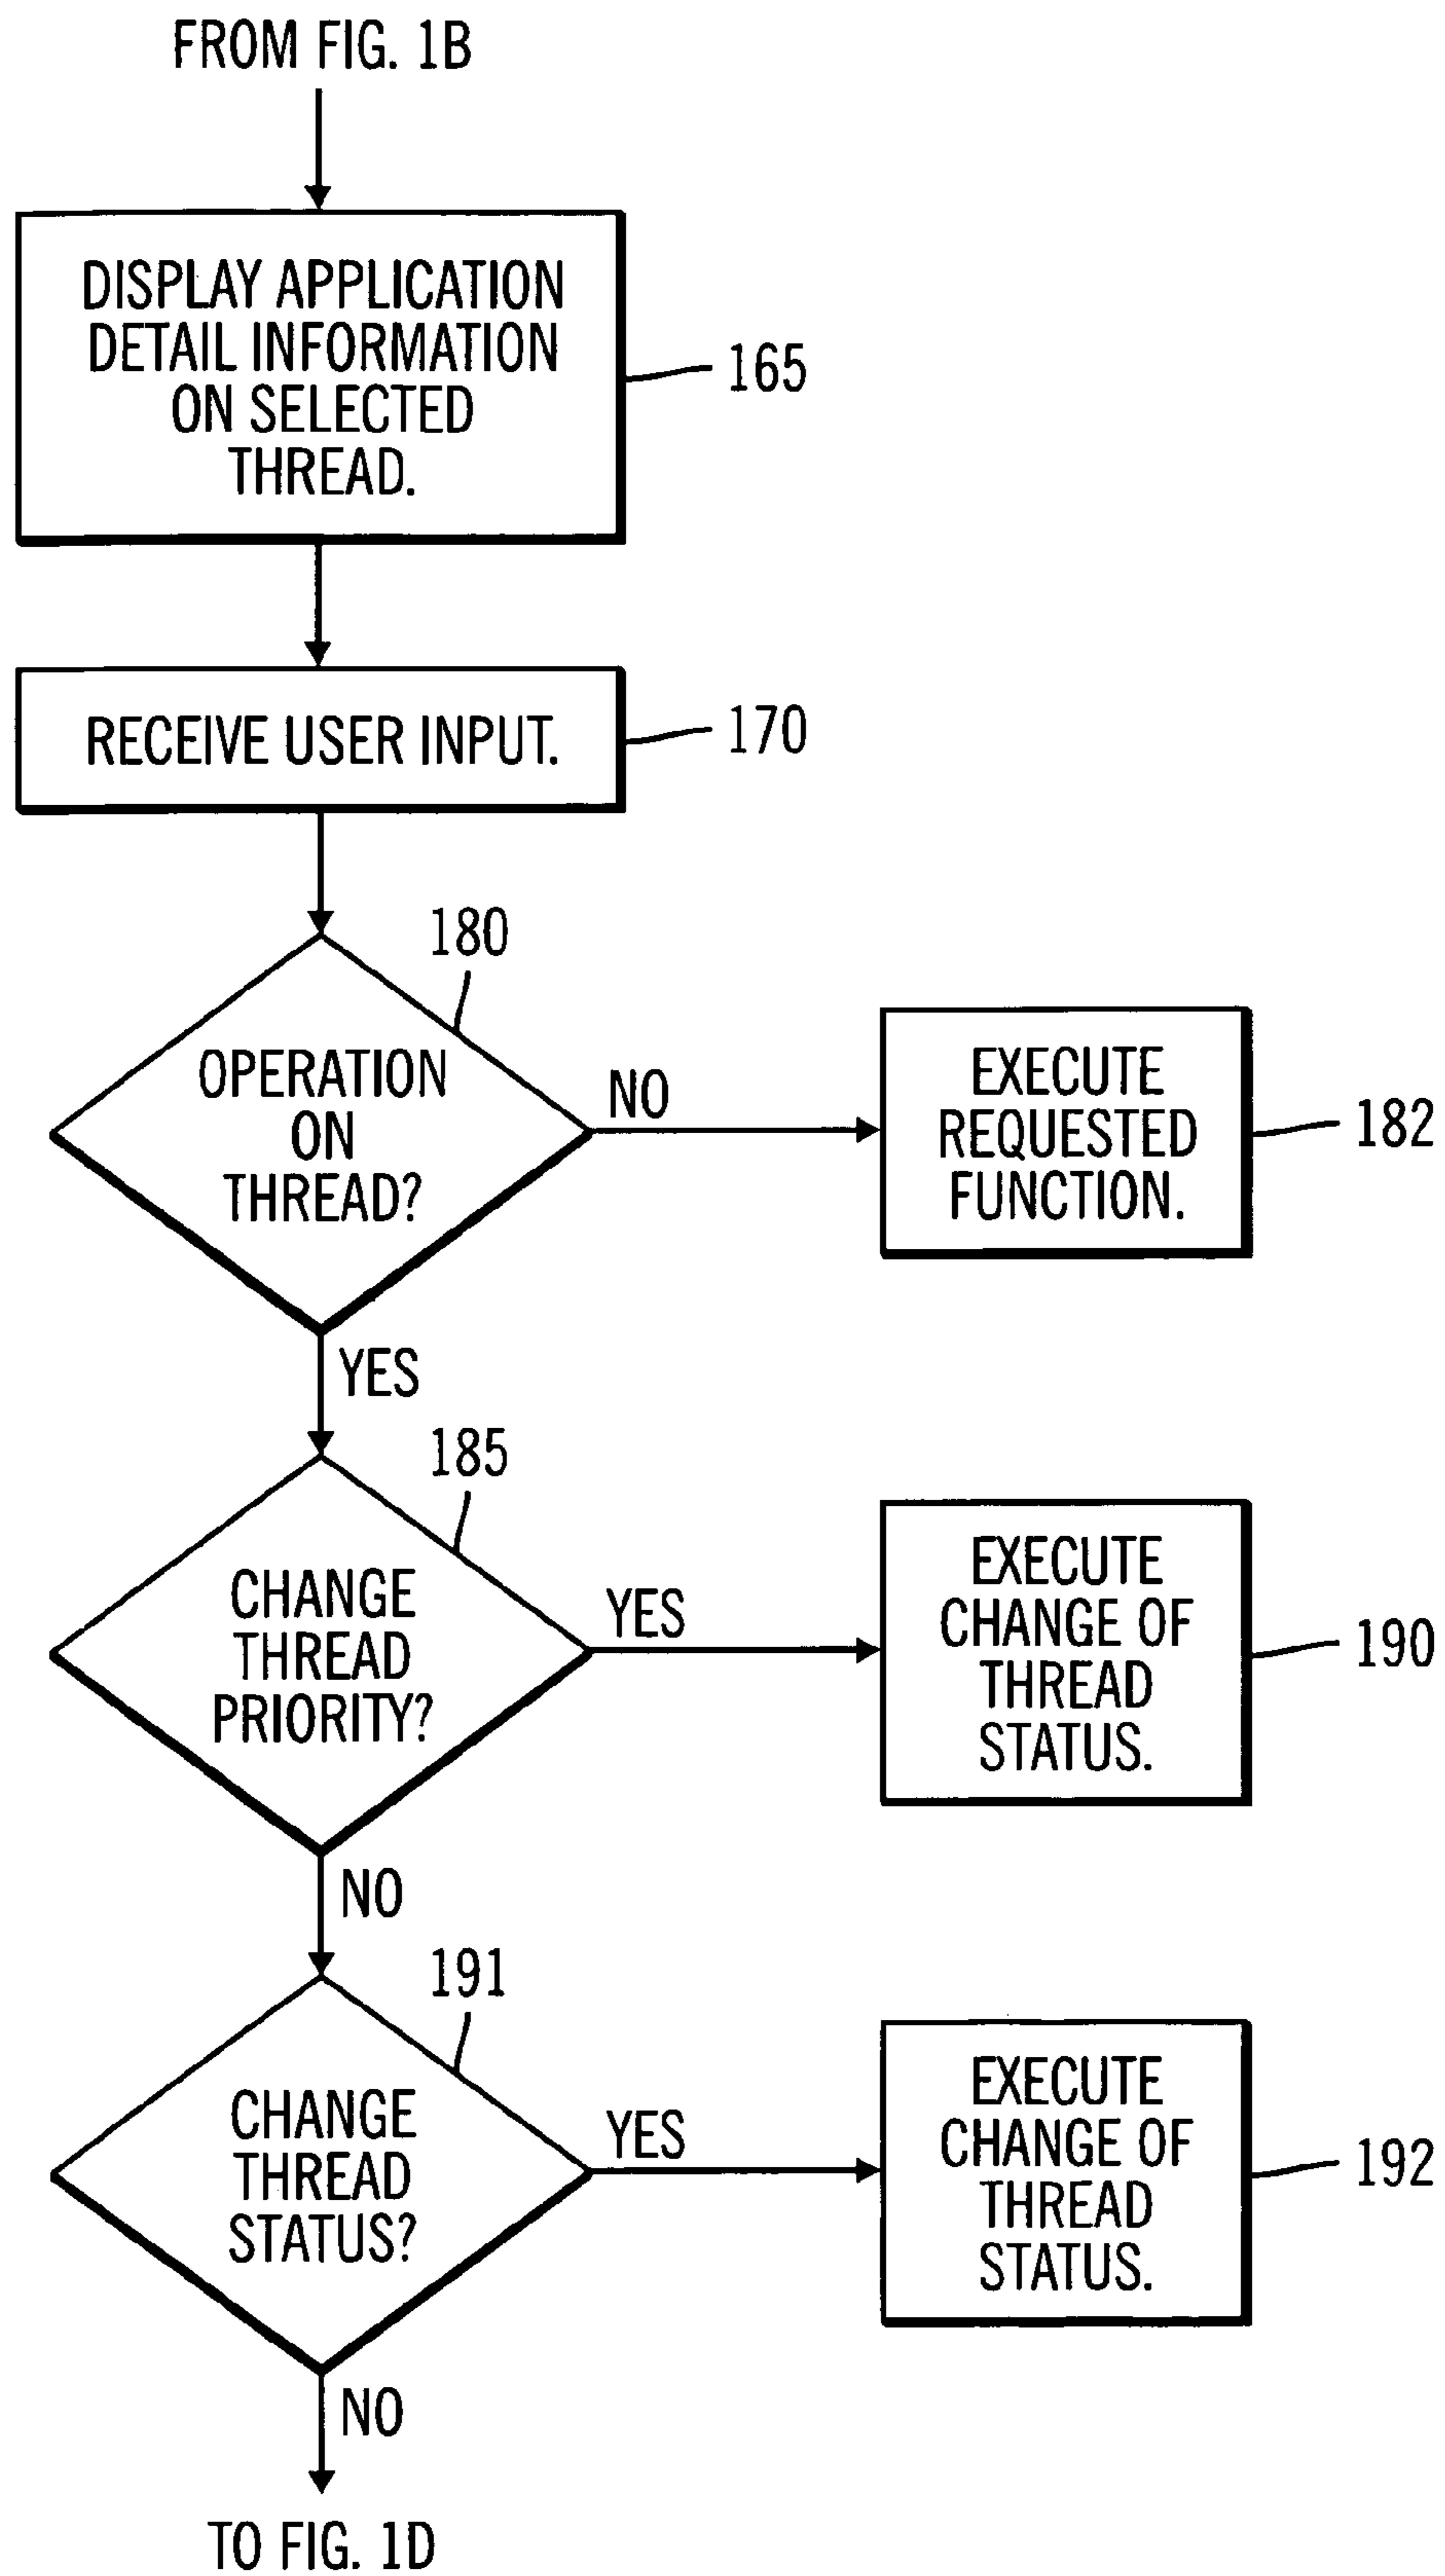 FROM FIG. 1B
DISPLAY APPLICATION
DETAIL INFORMATION
ON SELECTED
THREAD.
165
RECEIVE USER INPUT.
170
180
OPERATION
ON
THREAD?
NO
EXECUTE
REQUESTED
FUNCTION.
182
YES
185
CHANGE
THREAD
PRIORITY?
YES
EXECUTE
CHANGE OF
THREAD
STATUS.
190
NO
191
CHANGE
THREAD
STATUS?
YES
EXECUTE
CHANGE OF
THREAD
STATUS.
192
NO
TO FIG. 1D